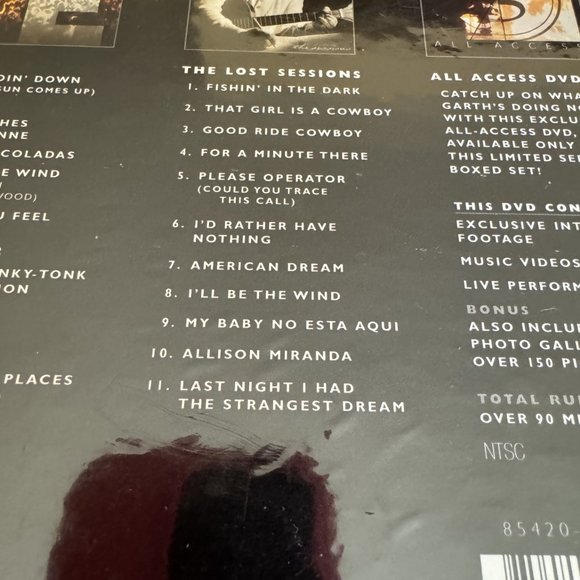 ALL ACCESS
DIN' DOWN
SUN COMES UP)
HES
NNE
COLADAS
E WIND
WOOD)
U FEEL
NKY-TONK
ION
PLACES
THE LOST SESSIONS
1. FISHIN' IN THE DARK
2. THAT GIRL IS A COWBOY
3. GOOD RIDE COWBOY
4. FOR A MINUTE THERE
5. PLEASE OPERATOR
(COULD YOU TRACE
THIS CALL)
6. I'D RATHER HAVE
NOTHING
7. AMERICAN DREAM
8. I'LL BE THE WIND
9. MY BABY NO ESTA AQUI
10. ALLISON MIRANDA
11. LAST NIGHT I HAD
THE STRANGEST DREAM
ALL ACCESS DVD
CATCH UP ON WHA
GARTH'S DOING NO
WITH THIS EXCLU
ALL-ACCESS DVD,
AVAILABLE ONLY
THIS LIMITED SE
BOXED SET!
THIS DVD CON
EXCLUSIVE INT
FOOTAGE
MUSIC VIDEOS
LIVE PERFORM
BONUS
ALSO INCLU
PHOTO GALL
OVER 150 PI
TOTAL RU
OVER 90 MI
NTSC
85420-